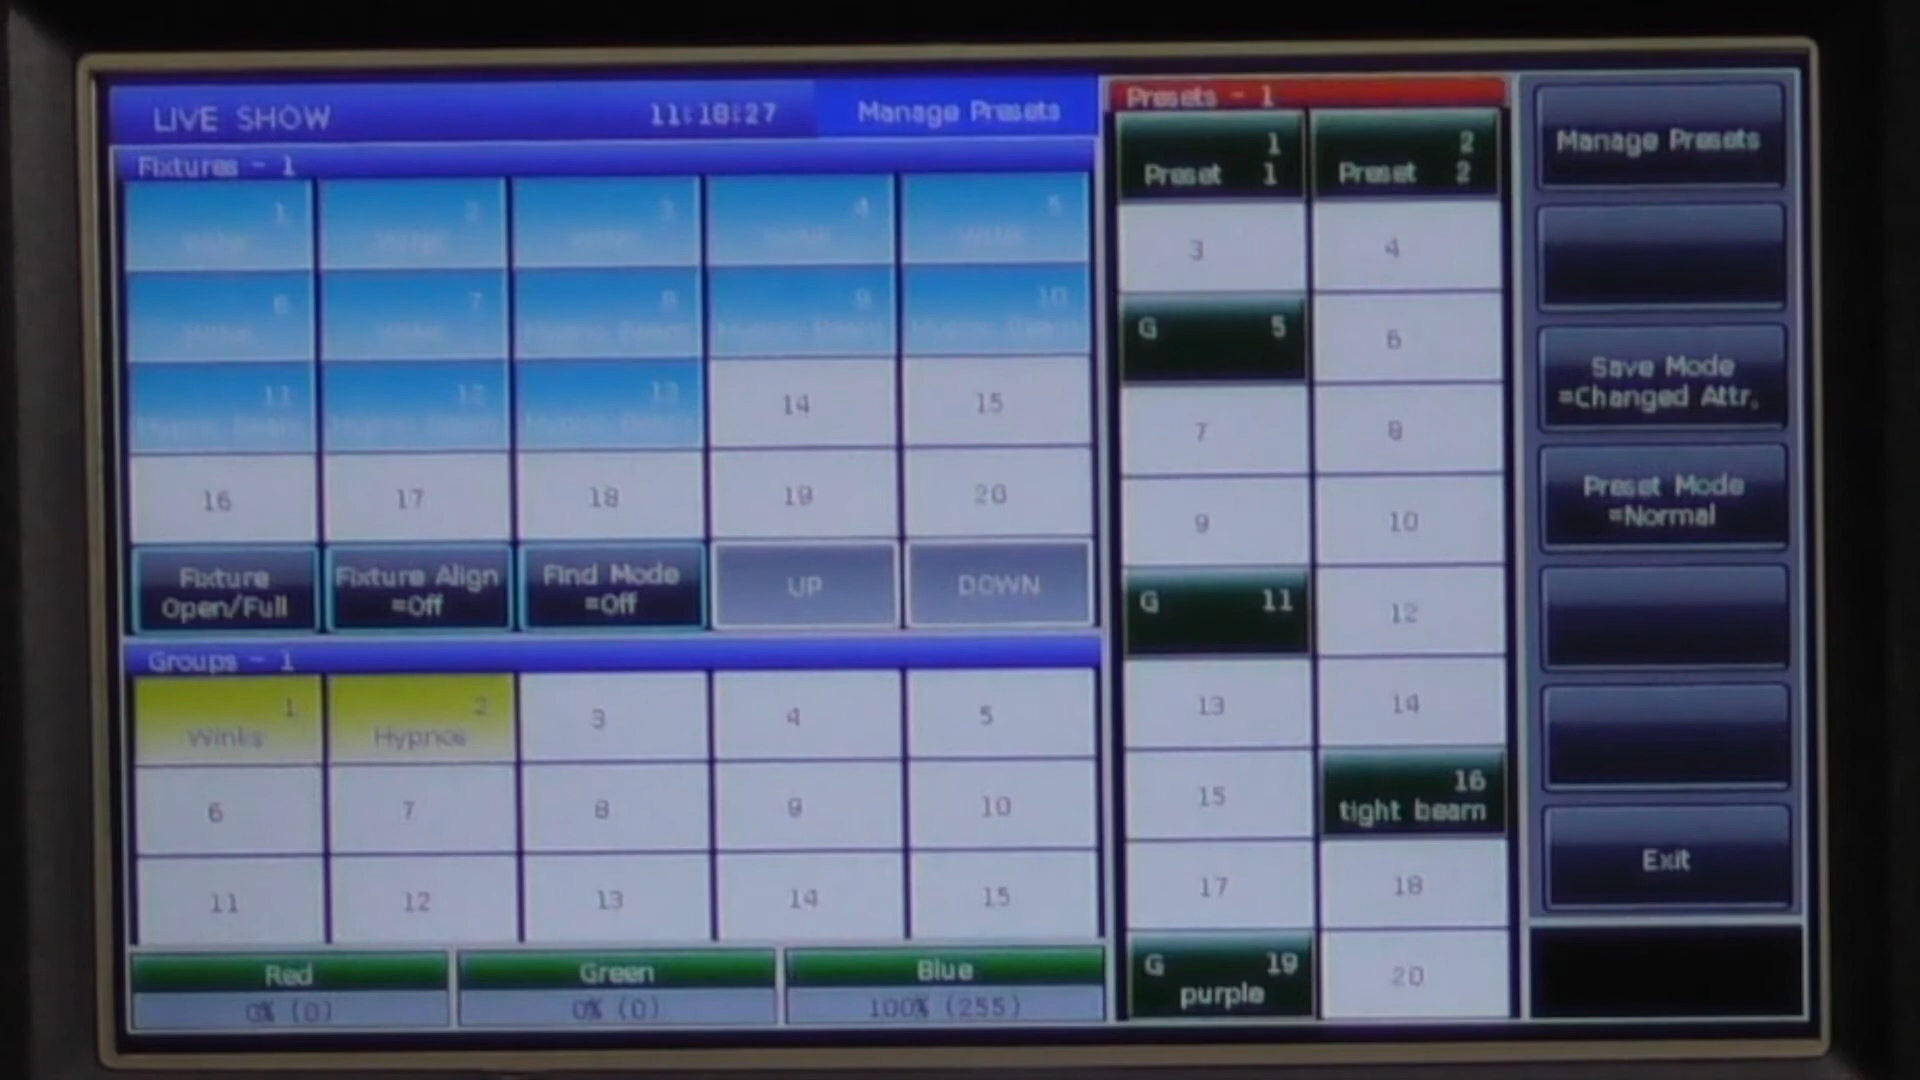 LIVE SHOW
11:18:27
Manage Presets
Fixtures - 1
1
2
3
4
5
6
7
8
9
10
11
12
13
14
15
16
17
18
19
20
Fixture
Open/Full
Fixture Align
=Off
Find Mode
=Off
UP
DOWN
Groups - 1
1
Winks
2
Hypnos
3
4
5
6
7
8
9
10
11
12
13
14
15
Red
0% (0)
Green
0% (0)
Blue
100% (255)
Presets - 1
1
Preset 1
2
Preset 2
3
4
G 5
6
7
8
9
10
G 11
12
13
14
15
16
tight beam
17
18
G 19
purple
20
Manage Presets
Save Mode
=Changed Attr.
Preset Mode
=Normal
Exit